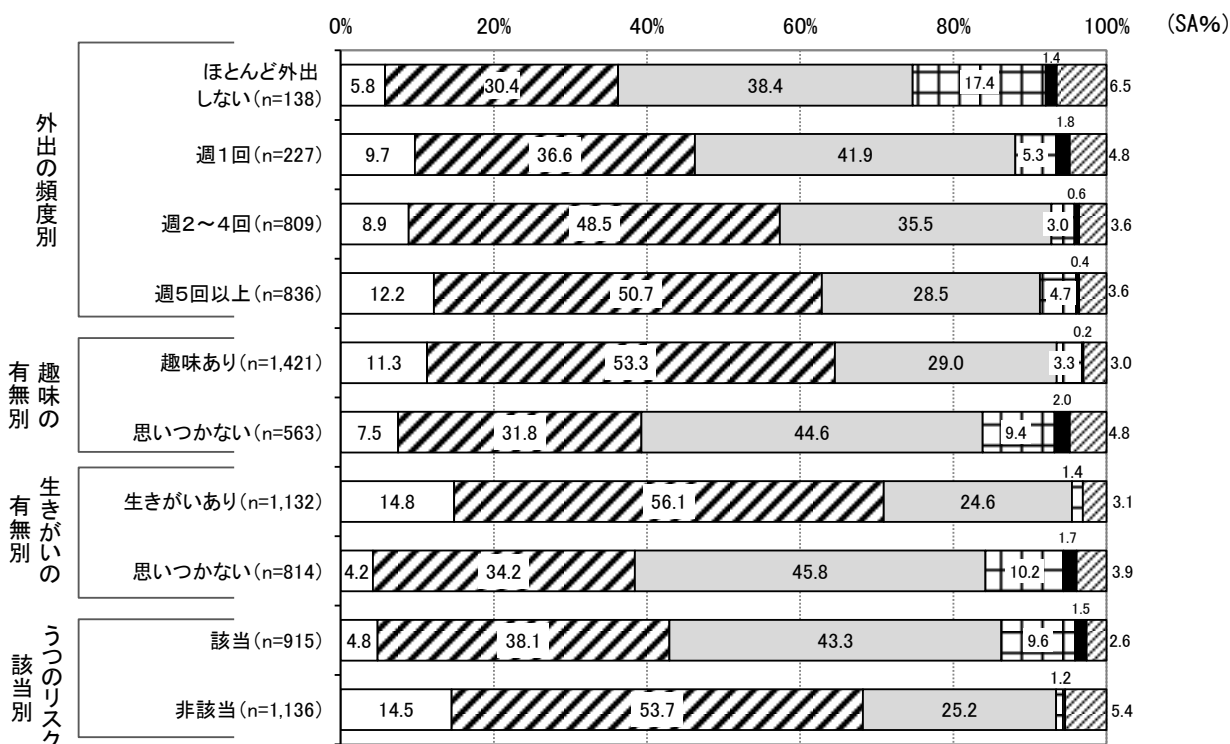 0% 20% 40% 60% 80% 100% (SA%)
外出の頻度別
ほとんど外出
しない(n=138) 5.8 30.4 38.4 17.4 1.4 6.5
週1回(n=227) 9.7 36.6 41.9 5.3 1.8 4.8
週2～4回(n=809) 8.9 48.5 35.5 3.0 0.6 3.6
週5回以上(n=836) 12.2 50.7 28.5 4.7 0.4 3.6
趣味の
有無別
趣味あり(n=1,421) 11.3 53.3 29.0 3.3 0.2 3.0
思いつかない(n=563) 7.5 31.8 44.6 9.4 2.0 4.8
生きがいの
有無別
生きがいあり(n=1,132) 14.8 56.1 24.6 1.4 3.1
思いつかない(n=814) 4.2 34.2 45.8 10.2 1.7 3.9
うつのリスク
該当別
該当(n=915) 4.8 38.1 43.3 9.6 1.5 2.6
非該当(n=1,136) 14.5 53.7 25.2 1.2 5.4